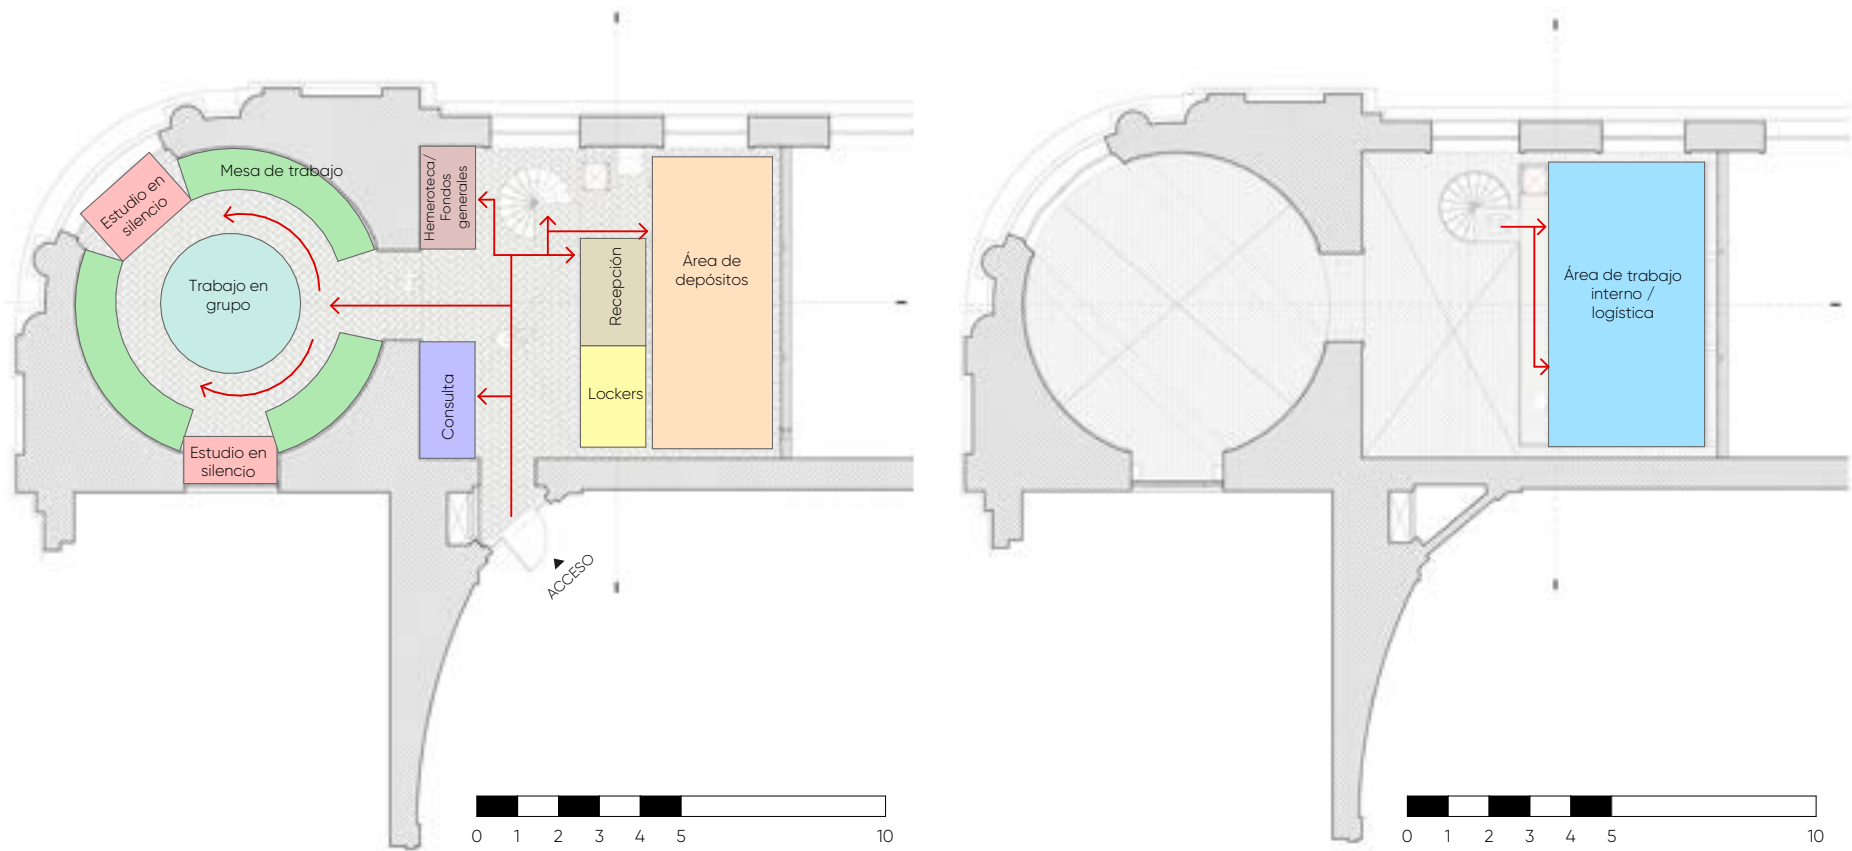 Mesa de trabajo
Estudio en
silencio
Hemeroteca/
Fondos
generales
Trabajo en
grupo
Recepción
Área de
depósitos
Lockers
Consulta
Estudio en
silencio
ACCESO
0 1 2 3 4 5 10
Área de trabajo
interno /
logística
0 1 2 3 4 5 10